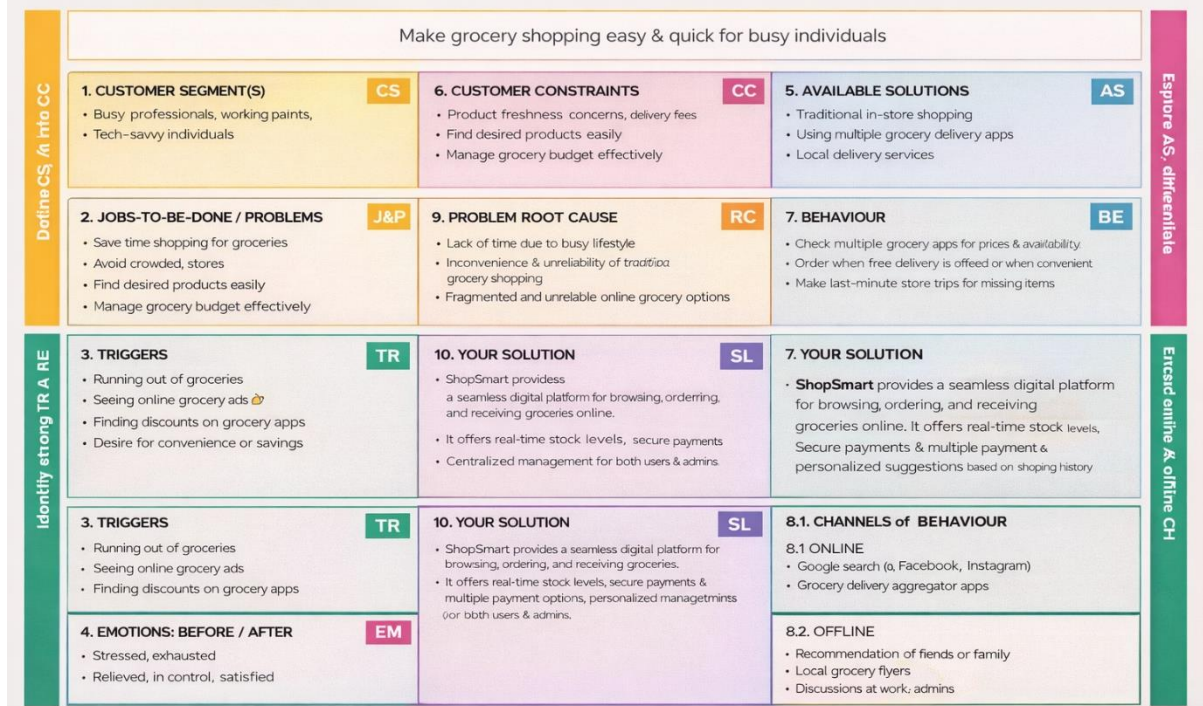 Make grocery shopping easy & quick for busy individuals
Dotine CS, /n into CC
1. CUSTOMER SEGMENT(S)
CS
• Busy professionals, working paints,
• Tech-savvy individuals
6. CUSTOMER CONSTRAINTS
CC
• Product freshness concerns, delivery fees
• Find desired products easily
• Manage grocery budget effectively
5. AVAILABLE SOLUTIONS
AS
• Traditional in-store shopping
• Using multiple grocery delivery apps
• Local delivery services
2. JOBS-TO-BE-DONE / PROBLEMS
J&P
• Save time shopping for groceries
• Avoid crowded, stores
• Find desired products easily
• Manage grocery budget effectively
9. PROBLEM ROOT CAUSE
RC
• Lack of time due to busy lifestyle
• Inconvenience & unreliability of
grocery shopping
• Fragmented and unrelable online grocery options
7. BEHAVIOUR
BE
• Check multiple grocery apps for prices & availability.
• Order when free delivery is offeed or when convenient
• Make last-minute store trips for missing items
AS,
strong TR A RE
3. TRIGGERS
TR
• Running out of groceries
• Seeing online grocery ads
• Finding discounts on grocery apps
• Desire for convenience or savings
10. YOUR SOLUTION
SL
• ShopSmart providess
a seamless digital platform for browsing, orderring,
and receiving groceries online.
• It offers real-time stock levels, secure payments
• Centralized management for both users & admins.
7. YOUR SOLUTION
• ShopSmart provides a seamless digital platform
for browsing, ordering, and receiving
groceries online. It offers real-time stock levels,
Secure payments & multiple payment &
personalized suggestions based on shoping history
3. TRIGGERS
TR
• Running out of groceries
• Seeing online grocery ads
• Finding discounts on grocery apps
4. EMOTIONS: BEFORE / AFTER
EM
• Stressed, exhausted
• Relieved, in control, satisfied
10. YOUR SOLUTION
SL
• ShopSmart provides a seamless digital platform for
browsing, ordering, and receiving groceries.
• It offers real-time stock levels, secure payments &
multiple payment options, personalized
users & admins.
8.1. CHANNELS of BEHAVIOUR
8.1 ONLINE
• Google search (a, Facebook, Instagram)
• Grocery delivery aggregator apps
8.2. OFFLINE
• Recommendation of fiends or family
• Local grocery flyers
• Discussions at work, admins
CH